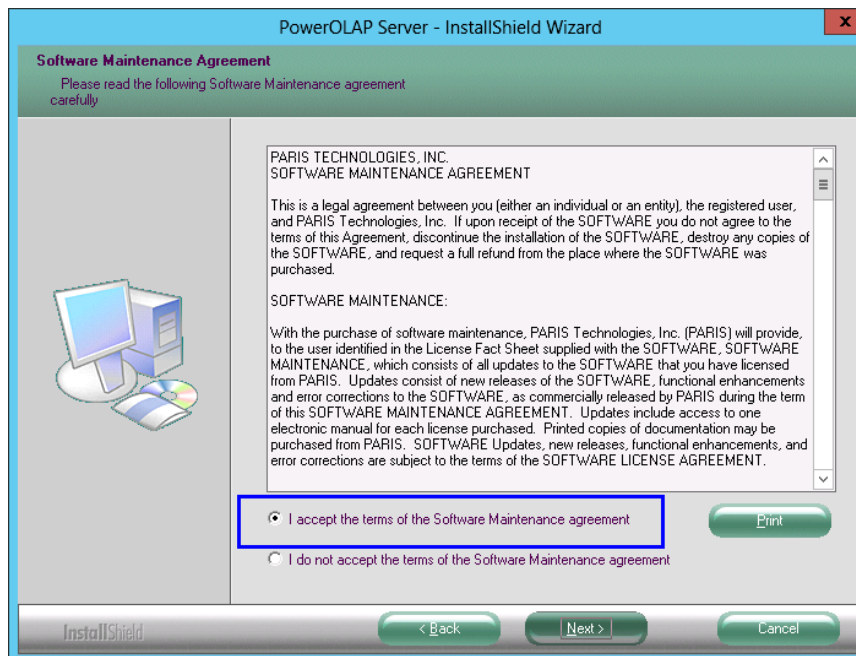 PowerOLAP Server - InstallShield Wizard
x
Software Maintenance Agreement
Please read the following Software Maintenance agreement
carefully
PARIS TECHNOLOGIES, INC.
SOFTWARE MAINTENANCE AGREEMENT
This is a legal agreement between you (either an individual or an entity), the registered user,
and PARIS Technologies, Inc. If upon receipt of the SOFTWARE you do not agree to the
terms of this Agreement, discontinue the installation of the SOFTWARE, destroy any copies of
the SOFTWARE, and request a full refund from the place where the SOFTWARE was
purchased.
SOFTWARE MAINTENANCE:
With the purchase of software maintenance, PARIS Technologies, Inc. (PARIS) will provide,
to the user identified in the License Fact Sheet supplied with the SOFTWARE, SOFTWARE
MAINTENANCE, which consists of all updates to the SOFTWARE that you have licensed
from PARIS. Updates consist of new releases of the SOFTWARE, functional enhancements
and error corrections to the SOFTWARE, as commercially released by PARIS during the term
of this SOFTWARE MAINTENANCE AGREEMENT. Updates include access to one
electronic manual for each license purchased. Printed copies of documentation may be
purchased from PARIS. SOFTWARE Updates, new releases, functional enhancements, and
error corrections are subject to the terms of the SOFTWARE LICENSE AGREEMENT.
I accept the terms of the Software Maintenance agreement
Print
I do not accept the terms of the Software Maintenance agreement
InstallShield
< Back
Next >
Cancel